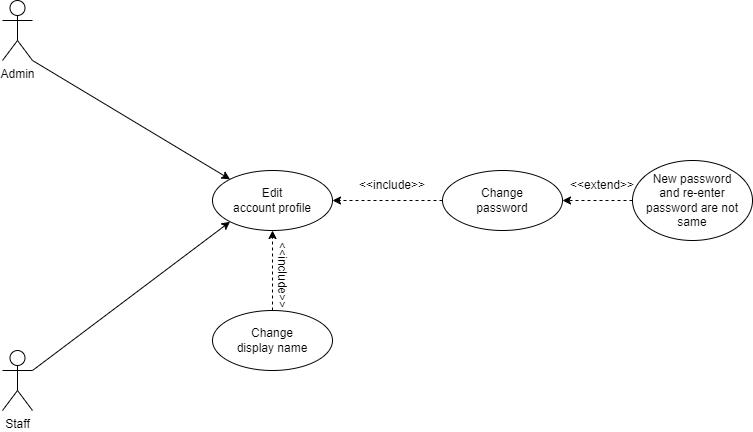 Admin
Edit
account profile
<<include>>
Change
password
<<extend>>
New password
and re-enter
password are not
same
<<include>>
Change
display name
Staff